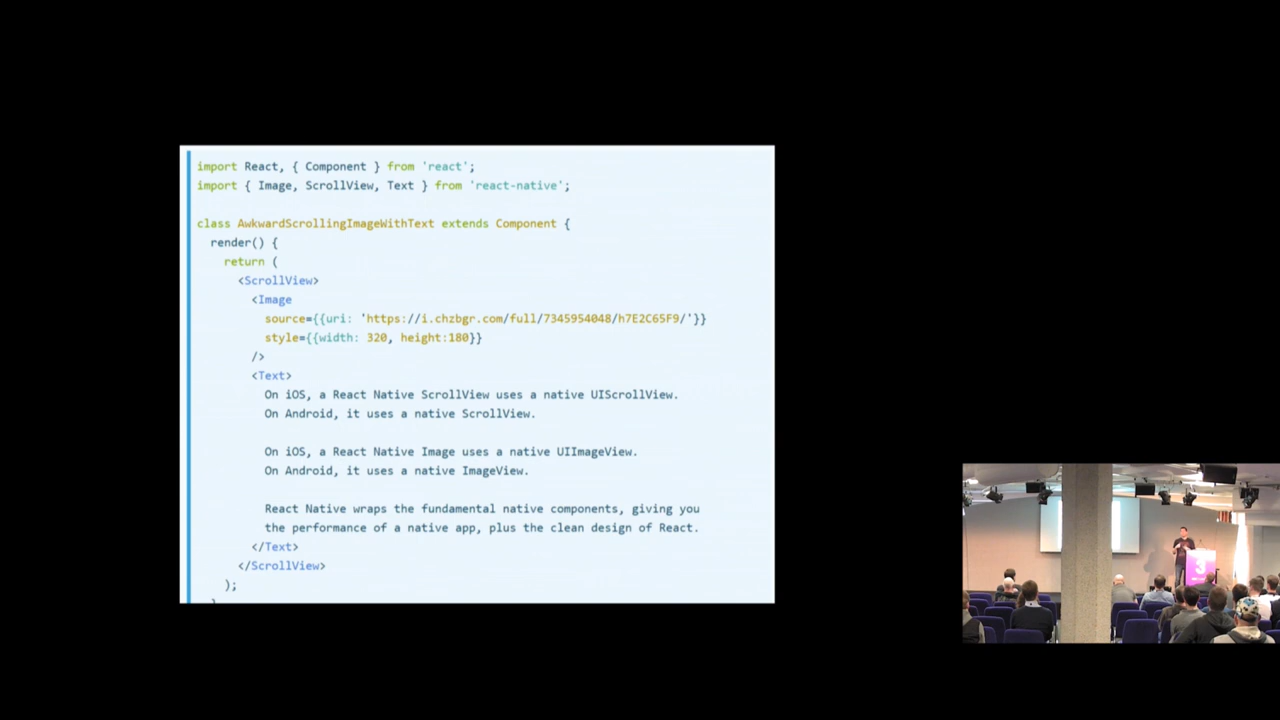 import React, { Component } from 'react';
import { Image, ScrollView, Text } from 'react-native';
class AwkwardScrollingImageWithText extends Component {
render() {
return (
<ScrollView>
<Image
source={{uri: 'https://i.chzbgr.com/full/7345954048/h7E2C65F9/'}}
style={{width: 320, height:180}}
/>
<Text>
On iOS, a React Native ScrollView uses a native UIScrollView.
On Android, it uses a native ScrollView.
On iOS, a React Native Image uses a native UIImageView.
On Android, it uses a native ImageView.
React Native wraps the fundamental native components, giving you
the performance of a native app, plus the clean design of React.
</Text>
</ScrollView>
);
3